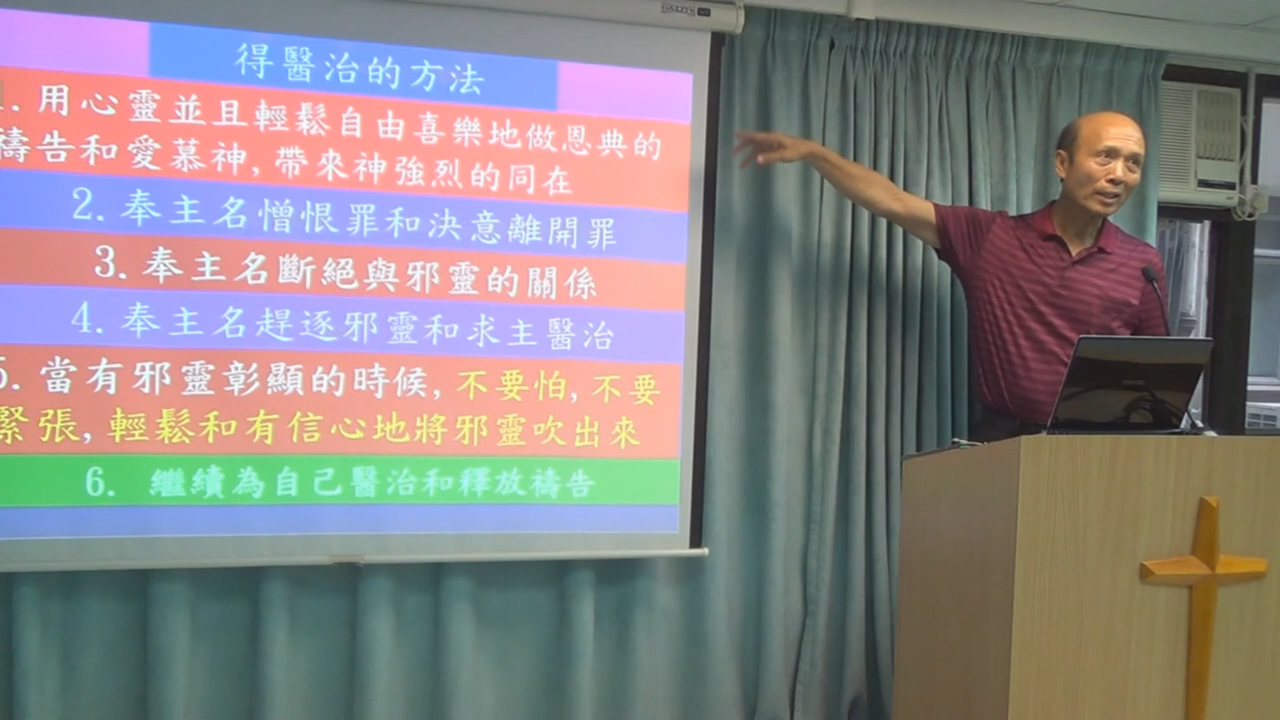 得醫治的方法
1. 用心靈並且輕鬆自由喜樂地做恩典的
禱告和愛慕神, 帶來神強烈的同在
2. 奉主名憎恨罪和決意離開罪
3. 奉主名斷絕與邪靈的關係
4. 奉主名趕逐邪靈和求主醫治
5. 當有邪靈彰顯的時候, 不要怕, 不要
緊張, 輕鬆和有信心地將邪靈吹出來
6. 繼續為自己醫治和釋放禱告